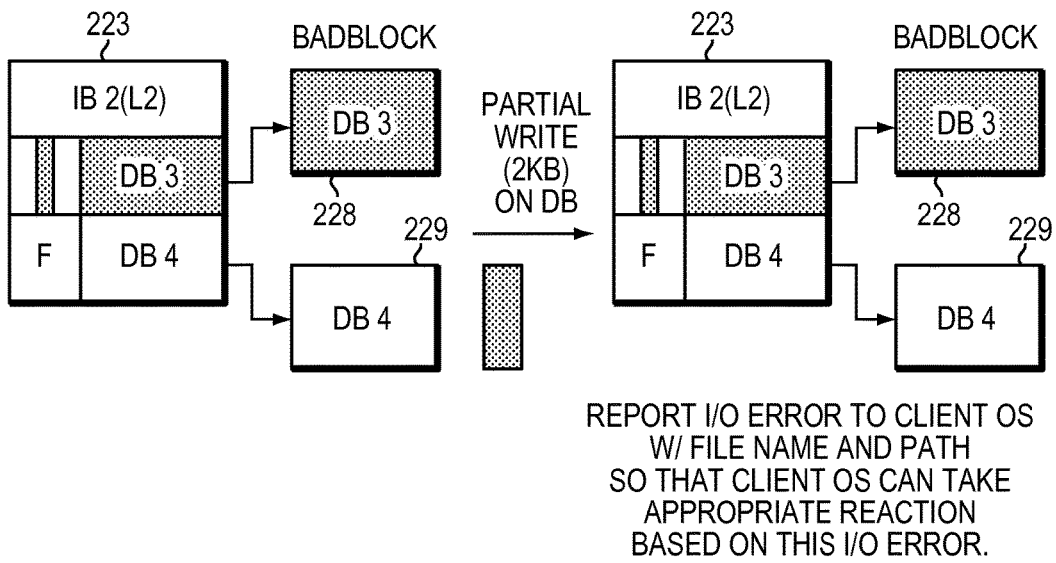 223
BADBLOCK
IB 2(L2)
DB 3
DB 3
228
F
DB 4
229
DB 4
PARTIAL
WRITE
(2KB)
ON DB
223
BADBLOCK
IB 2(L2)
DB 3
DB 3
228
F
DB 4
229
DB 4
REPORT I/O ERROR TO CLIENT OS
W/ FILE NAME AND PATH
SO THAT CLIENT OS CAN TAKE
APPROPRIATE REACTION
BASED ON THIS I/O ERROR.